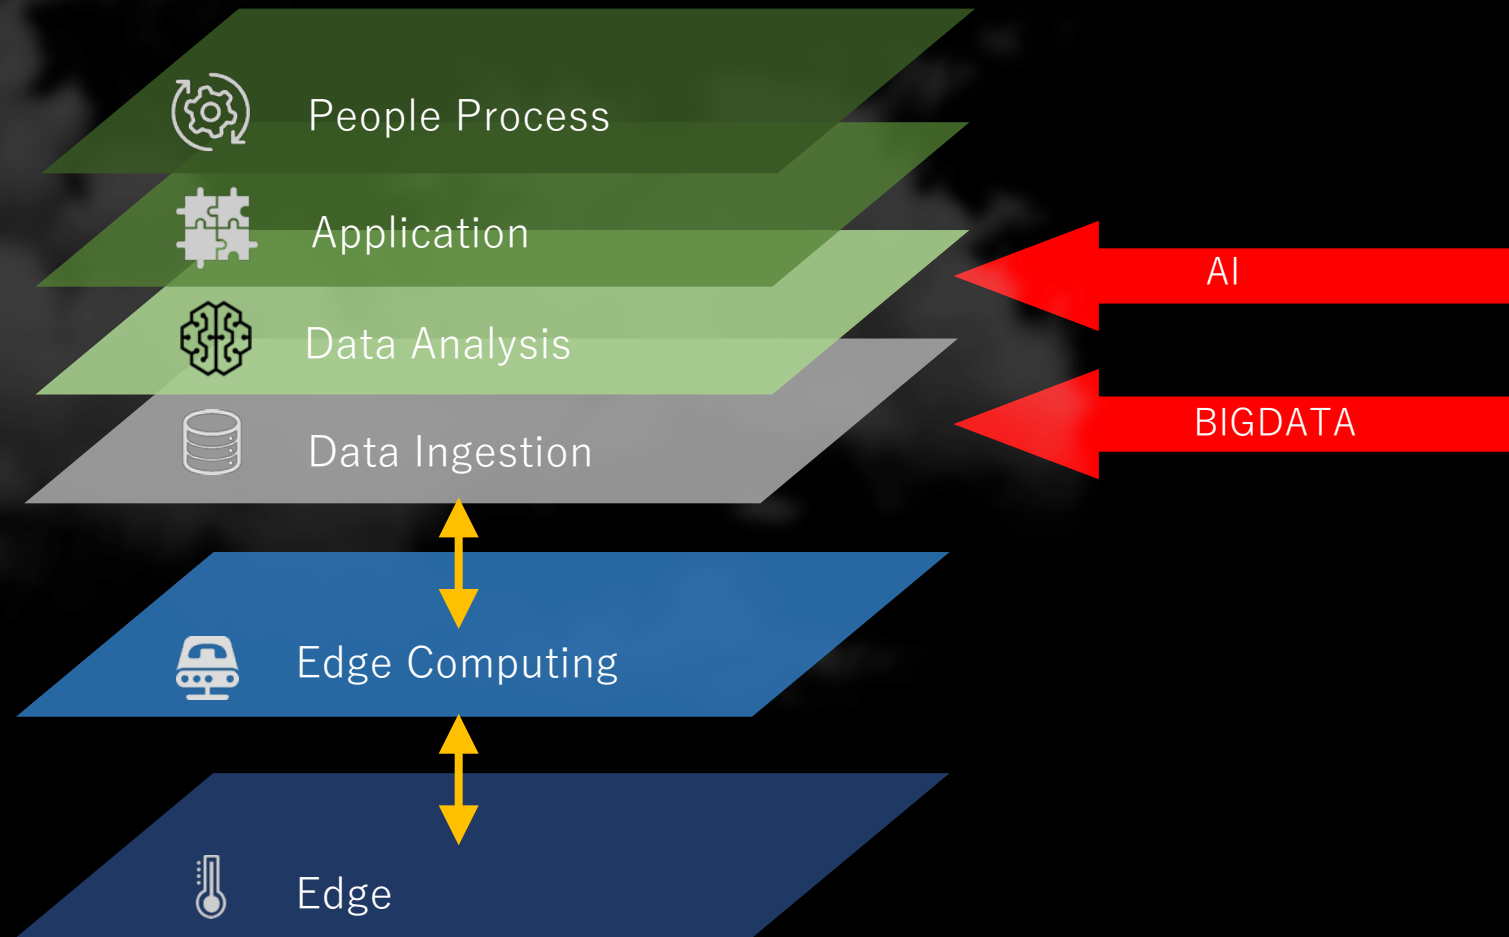 People Process
Application
AI
Data Analysis
BIGDATA
Data Ingestion
Edge Computing
Edge